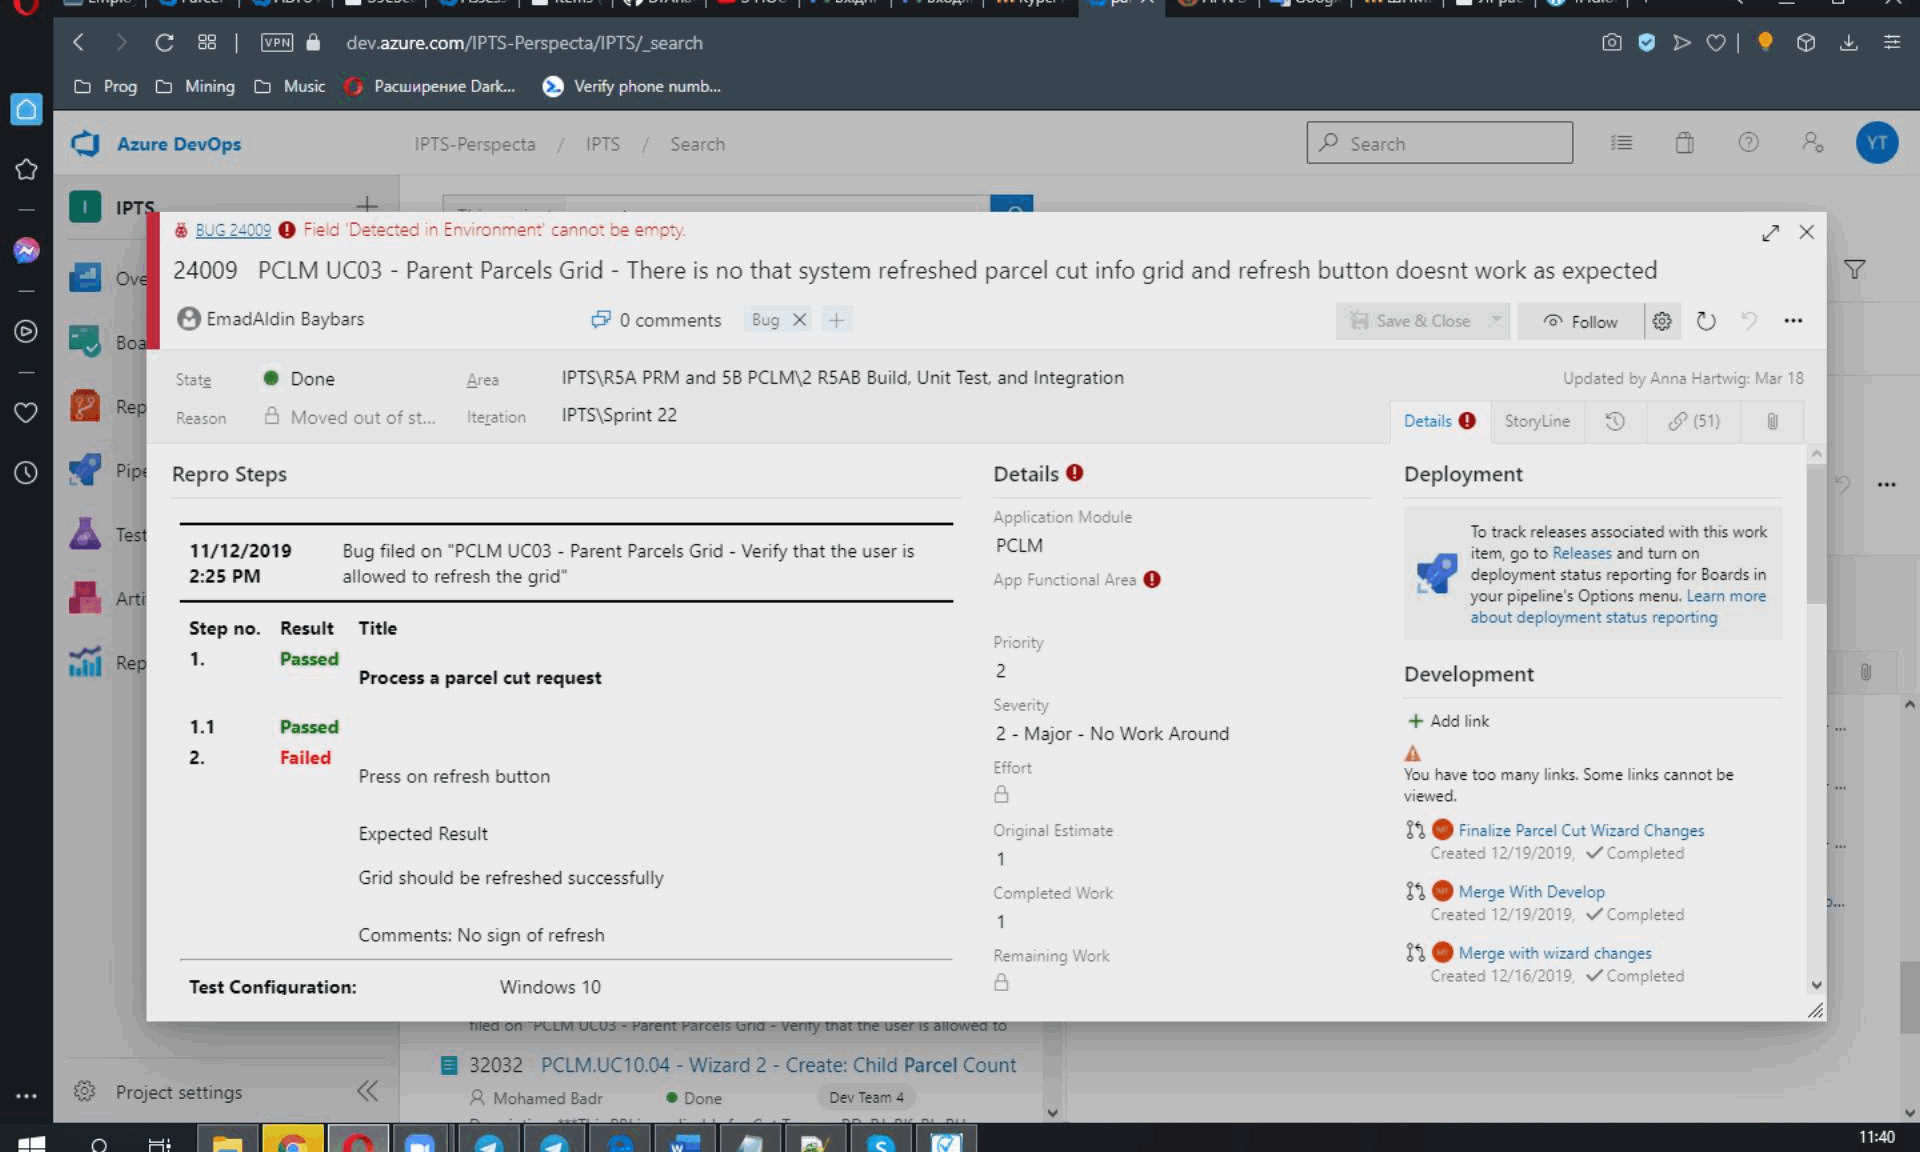 VPN
dev.azure.com/IPTS-Perspecta/IPTS/_search
Prog
Mining
Music
Расширение Dark...
Verify phone numb...
Azure DevOps
IPTS-Perspecta / IPTS / Search
Search
YT
I
IPTS
BUG 24009
Field 'Detected in Environment' cannot be empty.
24009 PCLM UC03 - Parent Parcels Grid - There is no that system refreshed parcel cut info grid and refresh button doesnt work as expected
EmadAldin Baybars
0 comments
Bug
Save & Close
Follow
State
Done
Area
IPTS\R5A PRM and 5B PCLM\2 R5AB Build, Unit Test, and Integration
Updated by Anna Hartwig: Mar 18
Reason
Moved out of st...
Iteration
IPTS\Sprint 22
Details
StoryLine
(51)
Ove
Boa
Rep
Pipe
Test
Arti
Rep
Repro Steps
11/12/2019
2:25 PM
Bug filed on "PCLM UC03 - Parent Parcels Grid - Verify that the user is
allowed to refresh the grid"
Step no. Result Title
1. Passed
Process a parcel cut request
1.1 Passed
2. Failed
Press on refresh button
Expected Result
Grid should be refreshed successfully
Comments: No sign of refresh
Test Configuration: Windows 10
Details
Application Module
PCLM
App Functional Area
Priority
2
Severity
2 - Major - No Work Around
Effort
Original Estimate
1
Completed Work
1
Remaining Work
Deployment
To track releases associated with this work
item, go to Releases and turn on
deployment status reporting for Boards in
your pipeline's Options menu. Learn more
about deployment status reporting
Development
Add link
You have too many links. Some links cannot be
viewed.
Finalize Parcel Cut Wizard Changes
Created 12/19/2019, Completed
Merge With Develop
Created 12/19/2019, Completed
Merge with wizard changes
Created 12/16/2019, Completed
filed on "PCLM UC03 - Parent Parcels Grid - Verify that the user is allowed to
32032 PCLM.UC10.04 - Wizard 2 - Create: Child Parcel Count
Mohamed Badr
Done
Dev Team 4
Project settings
11:40